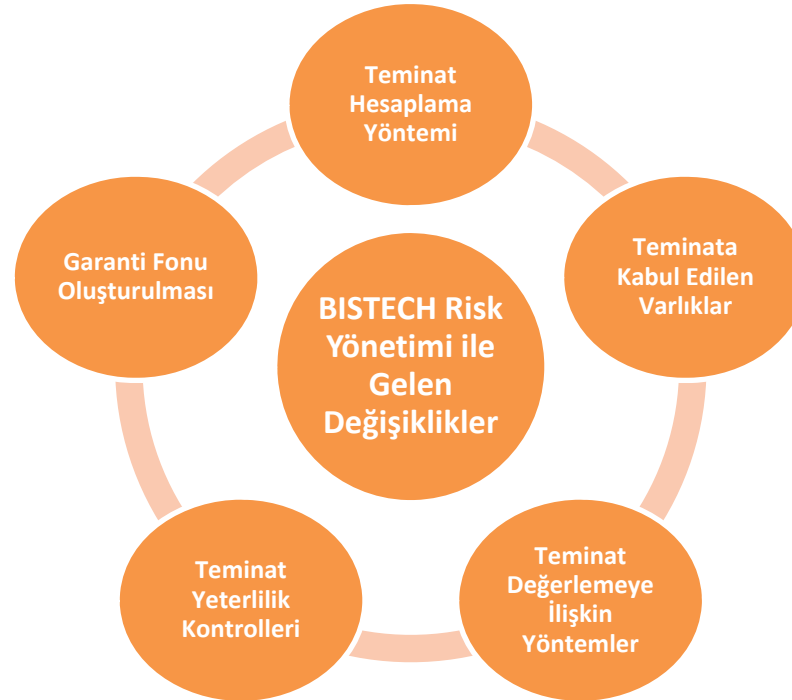 Teminat
Hesaplama
Yöntemi
Teminata
Kabul Edilen
Varlıklar
Teminat
Değerlemeye
İlişkin
Yöntemler
Teminat
Yeterlilik
Kontrolleri
Garanti Fonu
Oluşturulması
BISTECH Risk
Yönetimi ile
Gelen
Değişiklikler